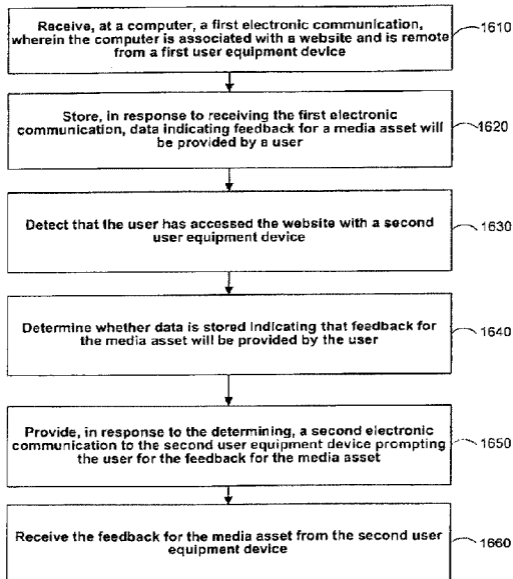 Receive, at a computer, a first electronic communication,
wherein the computer is associated with a website and is remote
from a first user equipment device
1610
Store, in response to receiving the first electronic
communication, data indicating feedback for a media asset will
be provided by a user
1620
Detect that the user has accessed the website with a second
user equipment device
1630
Determine whether data is stored indicating that feedback for
the media asset will be provided by the user
1640
Provide, in response to the determining, a second electronic
communication to the second user equipment device prompting
the user for the feedback for the media asset
1650
Receive the feedback for the media asset from the second user
equipment device
1660